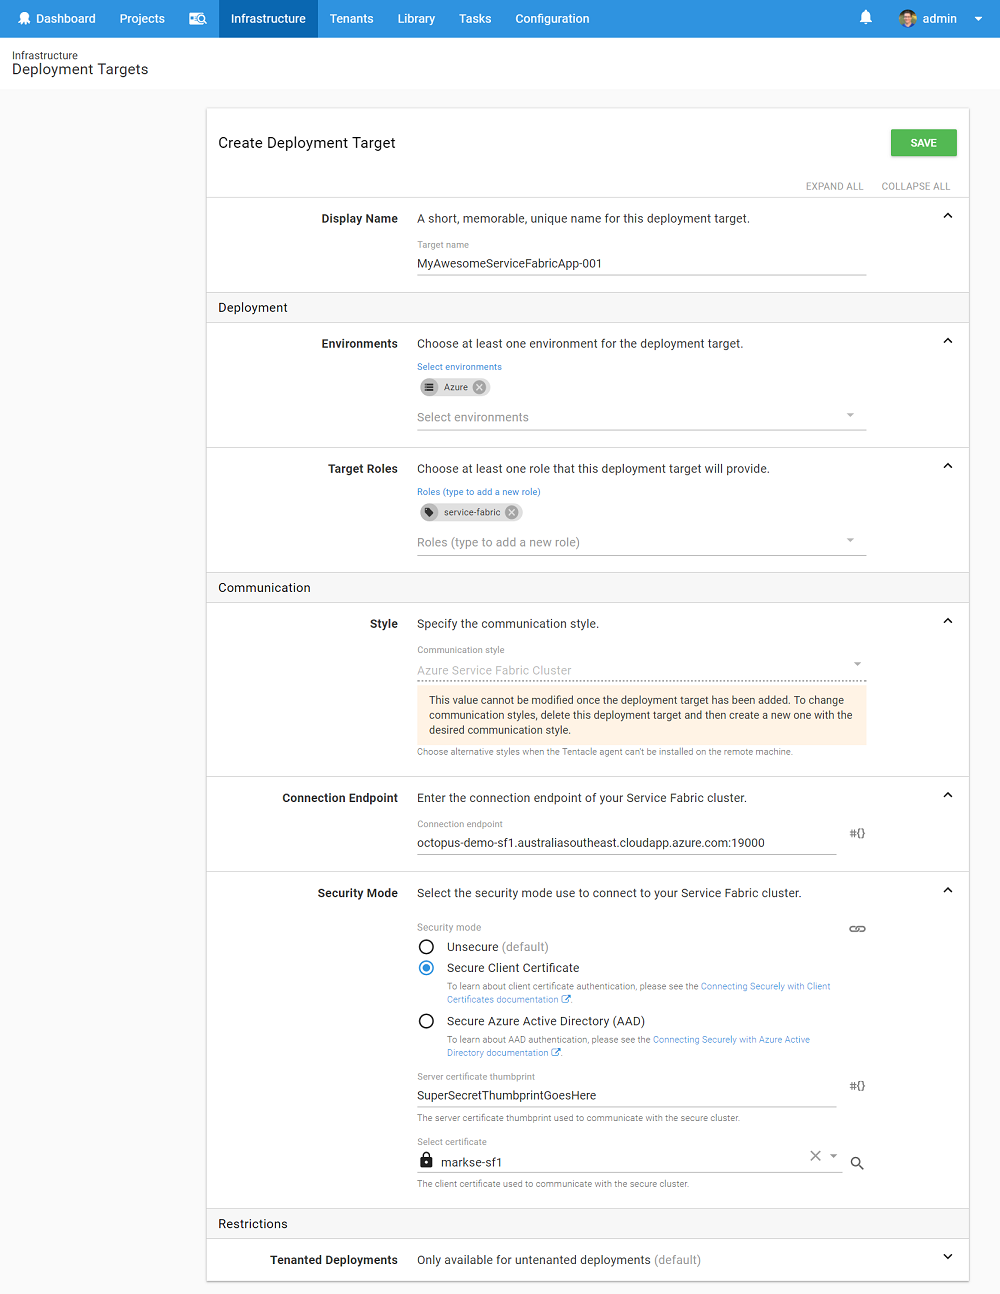 Dashboard Projects Infrastructure Tenants Library Tasks Configuration admin
Infrastructure
Deployment Targets
Create Deployment Target SAVE
EXPAND ALL COLLAPSE ALL
Display Name A short, memorable, unique name for this deployment target.
Target name
MyAwesomeServiceFabricApp-001
Deployment
Environments Choose at least one environment for the deployment target.
Select environments
Azure
Select environments
Target Roles Choose at least one role that this deployment target will provide.
Roles (type to add a new role)
service-fabric
Roles (type to add a new role)
Communication
Style Specify the communication style.
Communication style
Azure Service Fabric Cluster
This value cannot be modified once the deployment target has been added. To change
communication styles, delete this deployment target and then create a new one with the
desired communication style.
Choose alternative styles when the Tentacle agent can't be installed on the remote machine.
Connection Endpoint Enter the connection endpoint of your Service Fabric cluster.
Connection endpoint
octopus-demo-sf1.australiasoutheast.cloudapp.azure.com:19000 #{}
Security Mode Select the security mode use to connect to your Service Fabric cluster.
Security mode
Unsecure (default)
Secure Client Certificate
To learn about client certificate authentication, please see the Connecting Securely with Client
Certificates documentation .
Secure Azure Active Directory (AAD)
To learn about AAD authentication, please see the Connecting Securely with Azure Active
Directory documentation .
Server certificate thumbprint
SuperSecretThumbprintGoesHere #{}
The server certificate thumbprint used to communicate with the secure cluster.
Select certificate
markse-sf1
The client certificate used to communicate with the secure cluster.
Restrictions
Tenanted Deployments Only available for untenanted deployments (default)